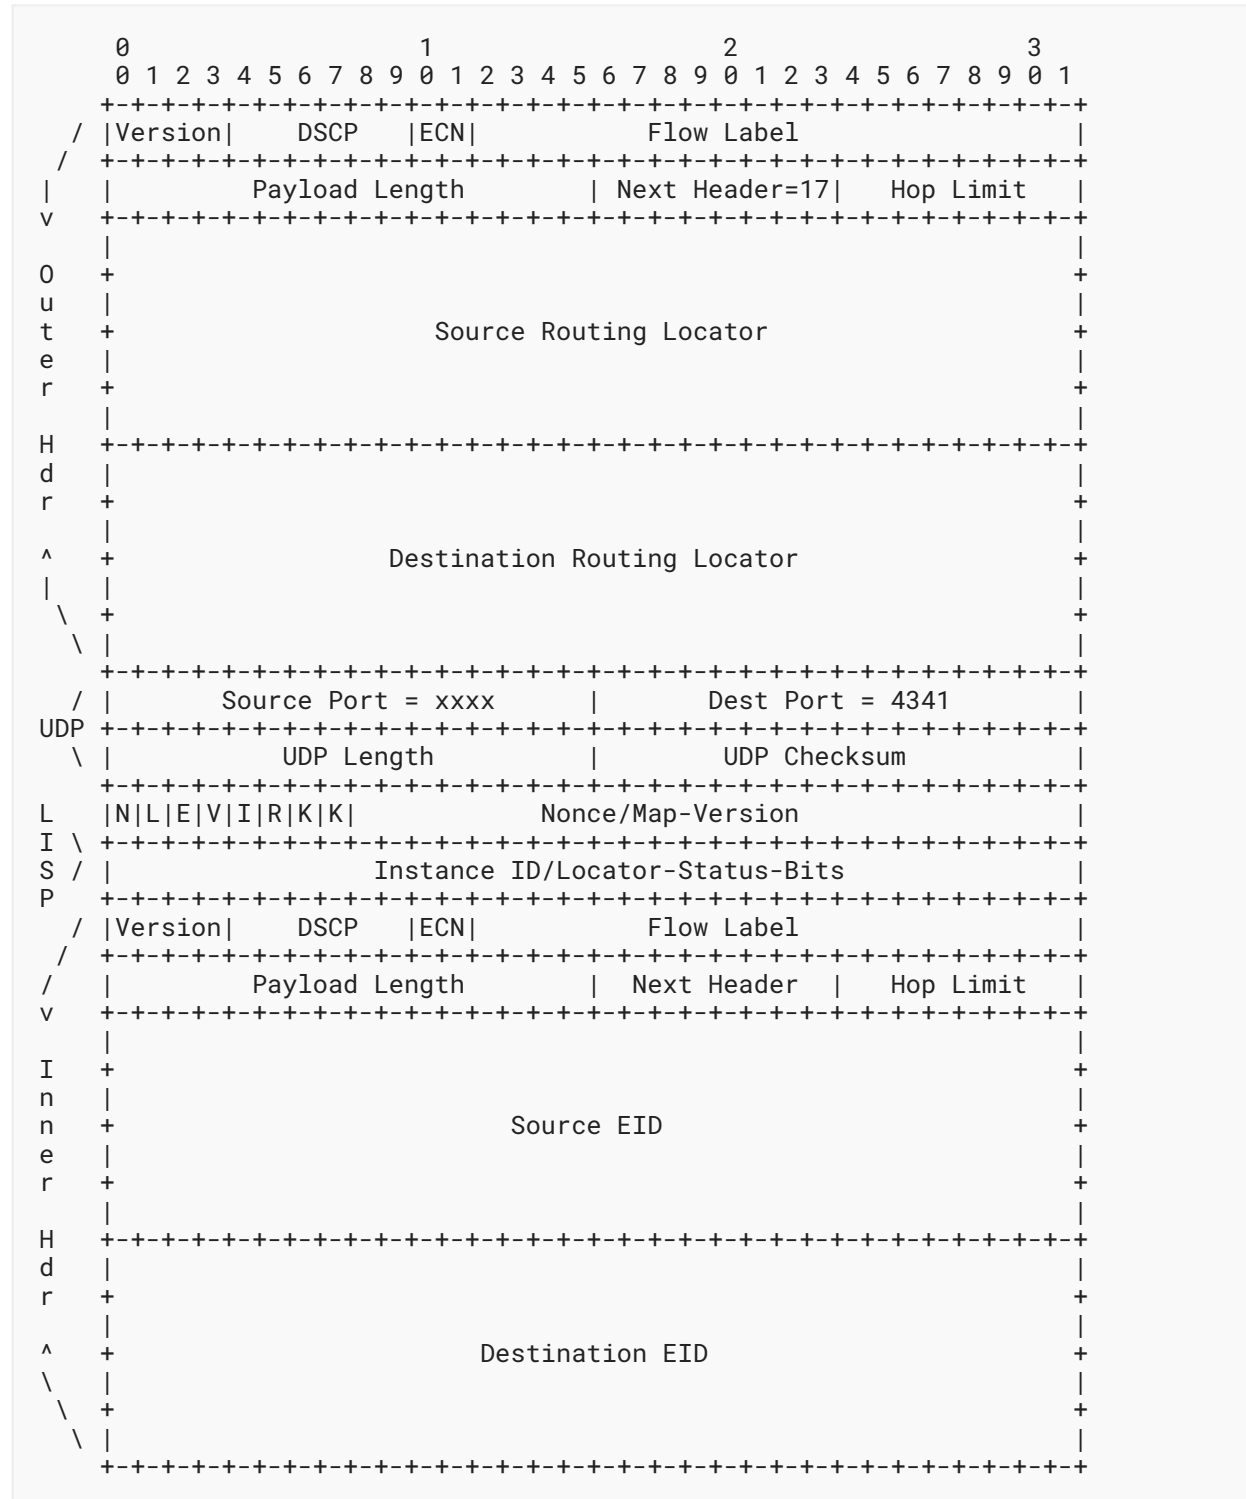 0                   1                   2                   3
 0 1 2 3 4 5 6 7 8 9 0 1 2 3 4 5 6 7 8 9 0 1 2 3 4 5 6 7 8 9 0 1
    +-+-+-+-+-+-+-+-+-+-+-+-+-+-+-+-+-+-+-+-+-+-+-+-+-+-+-+-+-+-+-+-+
  / |Version|    DSCP   |ECN|           Flow Label                  |
 /  +-+-+-+-+-+-+-+-+-+-+-+-+-+-+-+-+-+-+-+-+-+-+-+-+-+-+-+-+-+-+-+-+
|   |         Payload Length        | Next Header=17|   Hop Limit   |
v   +-+-+-+-+-+-+-+-+-+-+-+-+-+-+-+-+-+-+-+-+-+-+-+-+-+-+-+-+-+-+-+-+
    |                                                               |
O   +                                                               +
u   |                                                               |
t   +                     Source Routing Locator                    +
e   |                                                               |
r   +                                                               +
    |                                                               |
H   +-+-+-+-+-+-+-+-+-+-+-+-+-+-+-+-+-+-+-+-+-+-+-+-+-+-+-+-+-+-+-+-+
d   |                                                               |
r   +                                                               +
    |                                                               |
^   +                  Destination Routing Locator                  +
|   |                                                               |
 \  +                                                               +
  \ |                                                               |
    +-+-+-+-+-+-+-+-+-+-+-+-+-+-+-+-+-+-+-+-+-+-+-+-+-+-+-+-+-+-+-+-+
  / |       Source Port = xxxx      |       Dest Port = 4341        |
UDP +-+-+-+-+-+-+-+-+-+-+-+-+-+-+-+-+-+-+-+-+-+-+-+-+-+-+-+-+-+-+-+-+
  \ |           UDP Length          |        UDP Checksum           |
    +-+-+-+-+-+-+-+-+-+-+-+-+-+-+-+-+-+-+-+-+-+-+-+-+-+-+-+-+-+-+-+-+
L   |N|L|E|V|I|R|K|K|            Nonce/Map-Version                  |
I \ +-+-+-+-+-+-+-+-+-+-+-+-+-+-+-+-+-+-+-+-+-+-+-+-+-+-+-+-+-+-+-+-+
S / |                 Instance ID/Locator-Status-Bits               |
P   +-+-+-+-+-+-+-+-+-+-+-+-+-+-+-+-+-+-+-+-+-+-+-+-+-+-+-+-+-+-+-+-+
  / |Version|    DSCP   |ECN|           Flow Label                  |
 /  +-+-+-+-+-+-+-+-+-+-+-+-+-+-+-+-+-+-+-+-+-+-+-+-+-+-+-+-+-+-+-+-+
/   |         Payload Length        |  Next Header  |   Hop Limit   |
v   +-+-+-+-+-+-+-+-+-+-+-+-+-+-+-+-+-+-+-+-+-+-+-+-+-+-+-+-+-+-+-+-+
    |                                                               |
I   +                                                               +
n   |                                                               |
n   +                          Source EID                           +
e   |                                                               |
r   +                                                               +
    |                                                               |
H   +-+-+-+-+-+-+-+-+-+-+-+-+-+-+-+-+-+-+-+-+-+-+-+-+-+-+-+-+-+-+-+-+
d   |                                                               |
r   +                                                               +
    |                                                               |
^   +                        Destination EID                        +
\   |                                                               |
 \  +                                                               +
  \ |                                                               |
    +-+-+-+-+-+-+-+-+-+-+-+-+-+-+-+-+-+-+-+-+-+-+-+-+-+-+-+-+-+-+-+-+